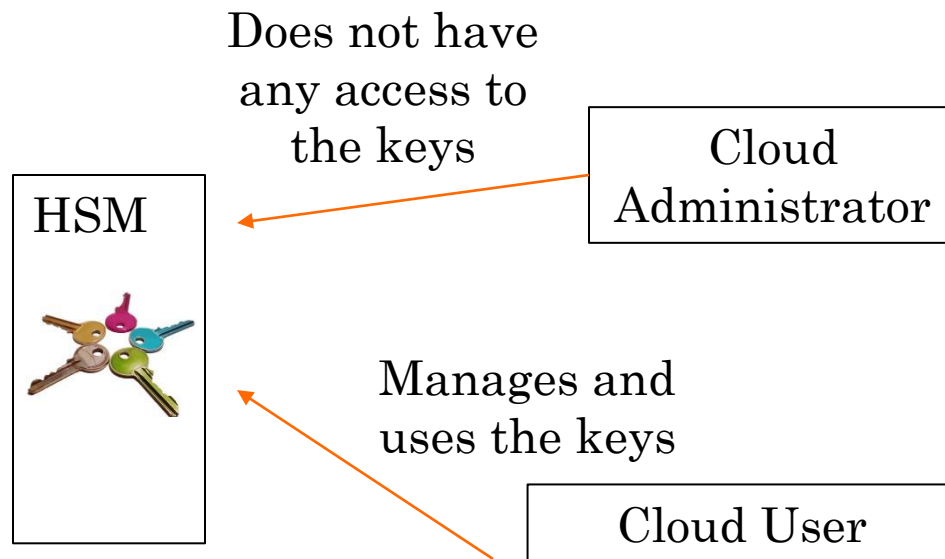 Does not have
any access to
the keys
Cloud
Administrator
HSM
Manages and
uses the keys
Cloud User